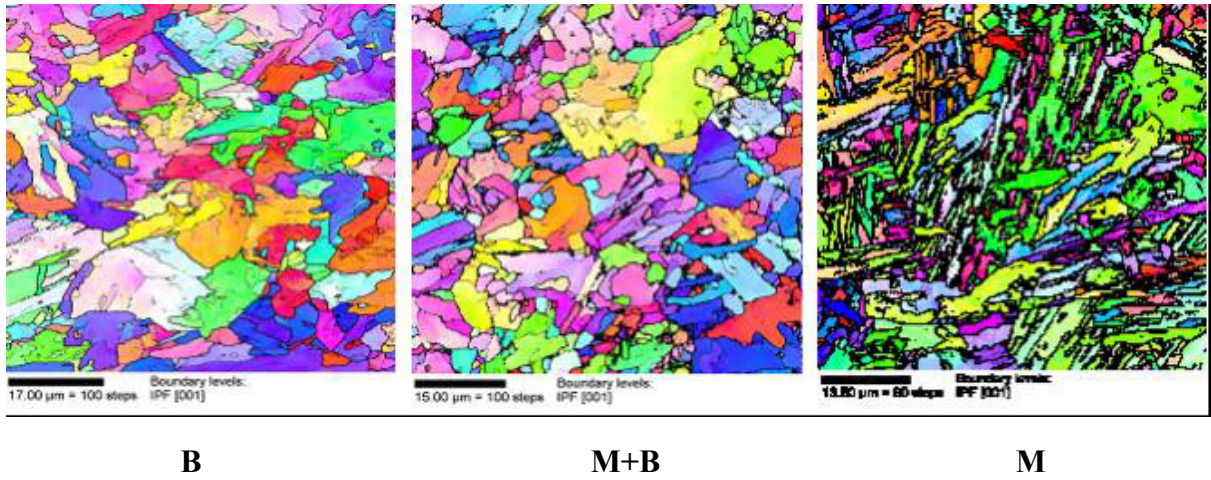 17.00 µm = 100 steps
Boundary levels:
IPF [001]
15.00 µm = 100 steps
Boundary levels:
IPF [001]
Boundary levels:
IPF [001]
B
M+B
M